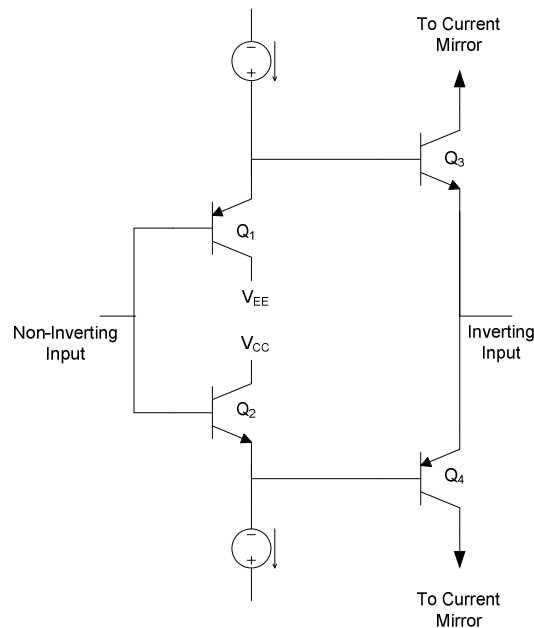 To Current
Mirror
−
+
Q3
Q1
VEE
Non-Inverting
Input
Inverting
Input
VCC
Q2
Q4
−
+
To Current
Mirror